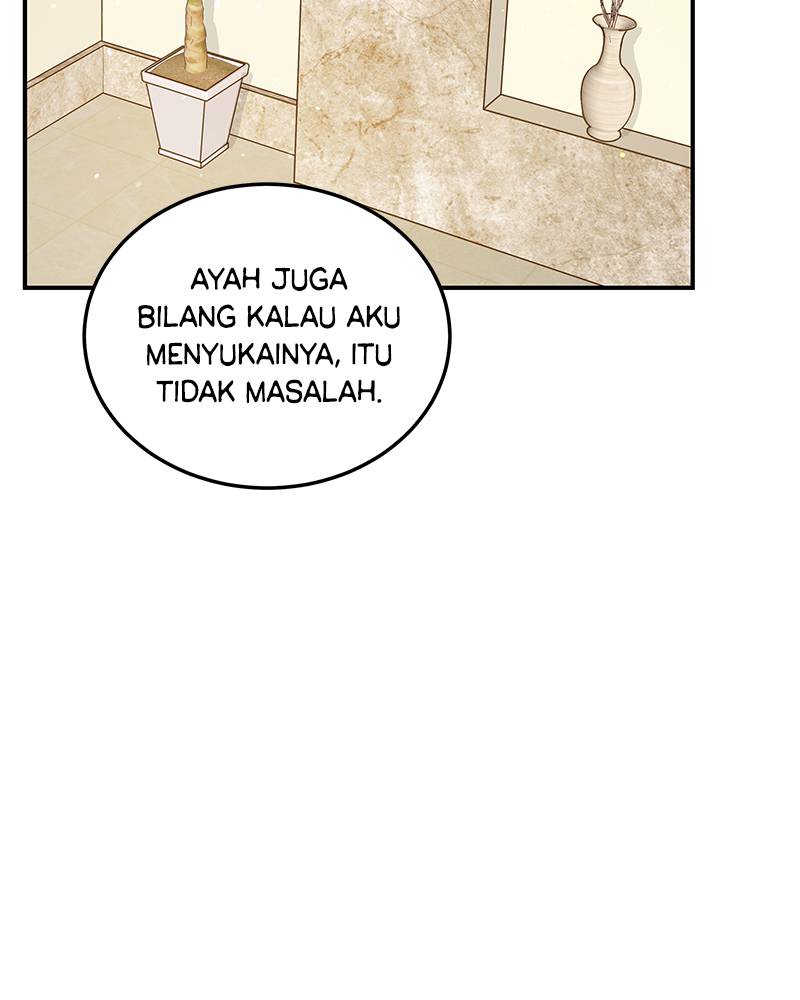 AYAH JUGA
BILANG KALAU AKU
MENYUKAINYA, ITU
TIDAK MASALAH.